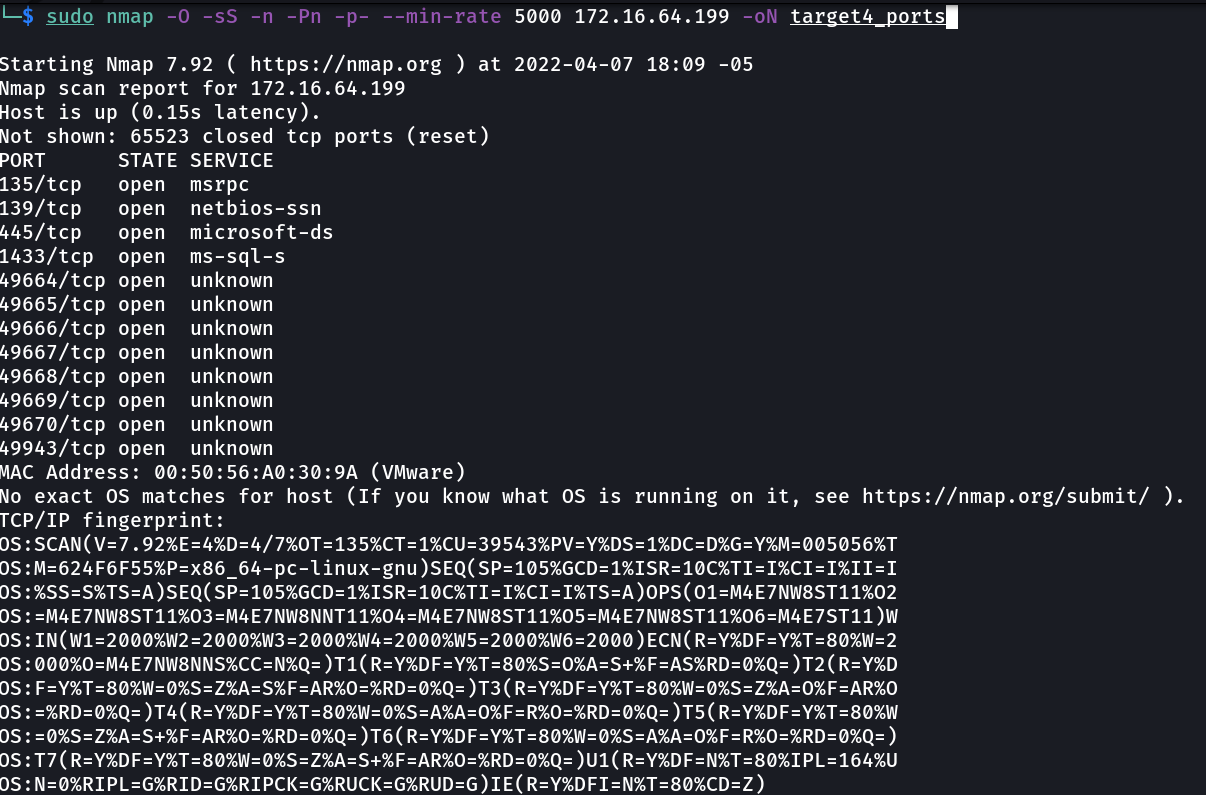 └─$ sudo nmap -O -sS -n -Pn -p- --min-rate 5000 172.16.64.199 -oN target4_ports
Starting Nmap 7.92 ( https://nmap.org ) at 2022-04-07 18:09 -05
Nmap scan report for 172.16.64.199
Host is up (0.15s latency).
Not shown: 65523 closed tcp ports (reset)
PORT      STATE SERVICE
135/tcp   open  msrpc
139/tcp   open  netbios-ssn
445/tcp   open  microsoft-ds
1433/tcp  open  ms-sql-s
49664/tcp open  unknown
49665/tcp open  unknown
49666/tcp open  unknown
49667/tcp open  unknown
49668/tcp open  unknown
49669/tcp open  unknown
49670/tcp open  unknown
49943/tcp open  unknown
MAC Address: 00:50:56:A0:30:9A (VMware)
No exact OS matches for host (If you know what OS is running on it, see https://nmap.org/submit/ ).
TCP/IP fingerprint:
OS:SCAN(V=7.92%E=4%D=4/7%OT=135%CT=1%CU=39543%PV=Y%DS=1%DC=D%G=Y%M=005056%T
OS:M=624F6F55%P=x86_64-pc-linux-gnu)SEQ(SP=105%GCD=1%ISR=10C%TI=I%CI=I%II=I
OS:%SS=S%TS=A)SEQ(SP=105%GCD=1%ISR=10C%TI=I%CI=I%TS=A)OPS(O1=M4E7NW8ST11%O2
OS:=M4E7NW8ST11%O3=M4E7NW8NNT11%O4=M4E7NW8ST11%O5=M4E7NW8ST11%O6=M4E7ST11)W
OS:IN(W1=2000%W2=2000%W3=2000%W4=2000%W5=2000%W6=2000)ECN(R=Y%DF=Y%T=80%W=2
OS:000%O=M4E7NW8NNS%CC=N%Q=)T1(R=Y%DF=Y%T=80%S=O%A=S+%F=AS%RD=0%Q=)T2(R=Y%D
OS:F=Y%T=80%W=0%S=Z%A=S%F=AR%O=%RD=0%Q=)T3(R=Y%DF=Y%T=80%W=0%S=Z%A=O%F=AR%O
OS:=%RD=0%Q=)T4(R=Y%DF=Y%T=80%W=0%S=A%A=O%F=R%O=%RD=0%Q=)T5(R=Y%DF=Y%T=80%W
OS:=0%S=Z%A=S+%F=AR%O=%RD=0%Q=)T6(R=Y%DF=Y%T=80%W=0%S=A%A=O%F=R%O=%RD=0%Q=)
OS:T7(R=Y%DF=Y%T=80%W=0%S=Z%A=S+%F=AR%O=%RD=0%Q=)U1(R=Y%DF=N%T=80%IPL=164%U
OS:N=0%RIPL=G%RID=G%RIPCK=G%RUCK=G%RUD=G)IE(R=Y%DFI=N%T=80%CD=Z)